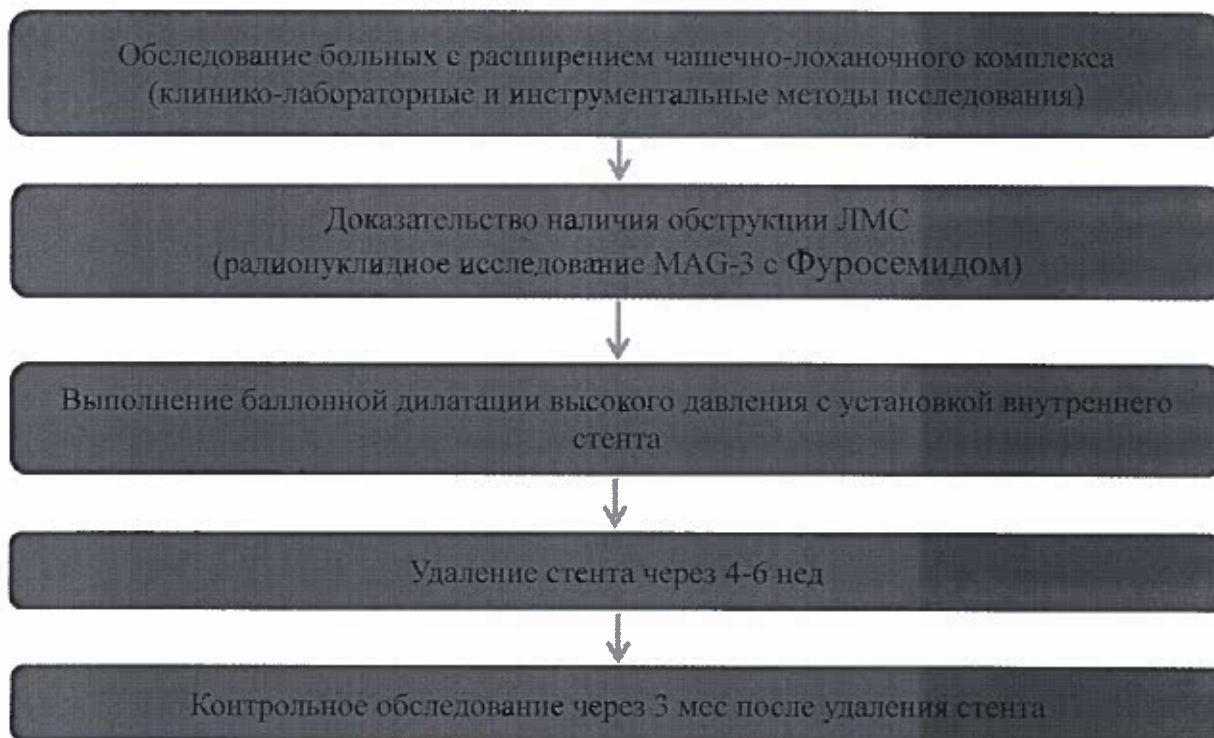 Обследование больных с расширением чашечно-лоханочного комплекса
(клинико-лабораторные и инструментальные методы исследования)
Доказательство наличия обструкции ЛМС
(радионуклидное исследование MAG-3 с Фуросемидом)
Выполнение баллонной дилатации высокого давления с установкой внутреннего
стента
Удаление стента через 4-6 нед
Контрольное обследование через 3 мес после удаления стента